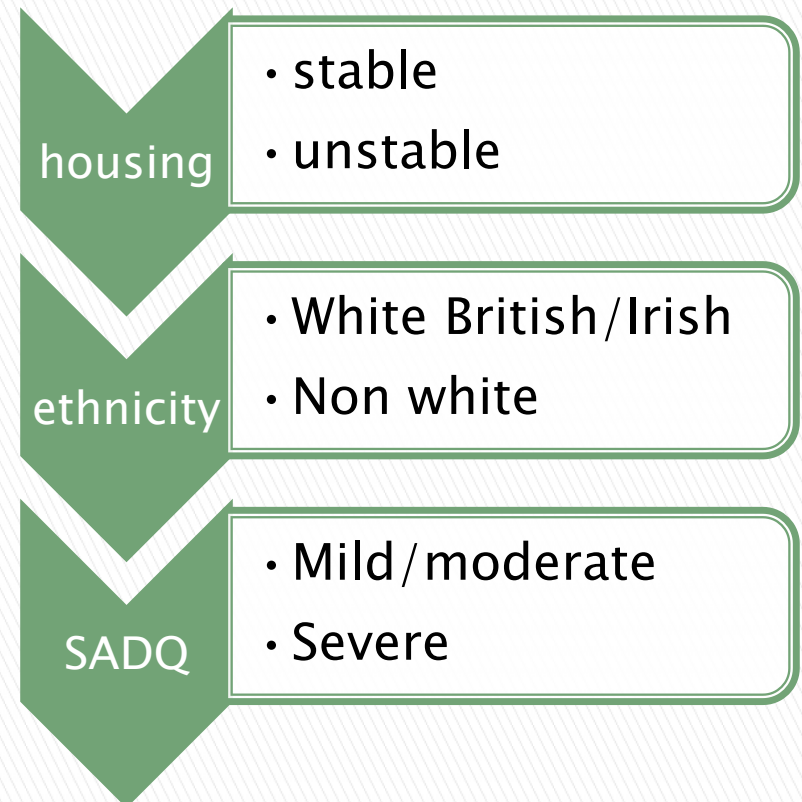 housing
· stable
· unstable
ethnicity
· White British/Irish
· Non white
SADQ
· Mild/moderate
· Severe